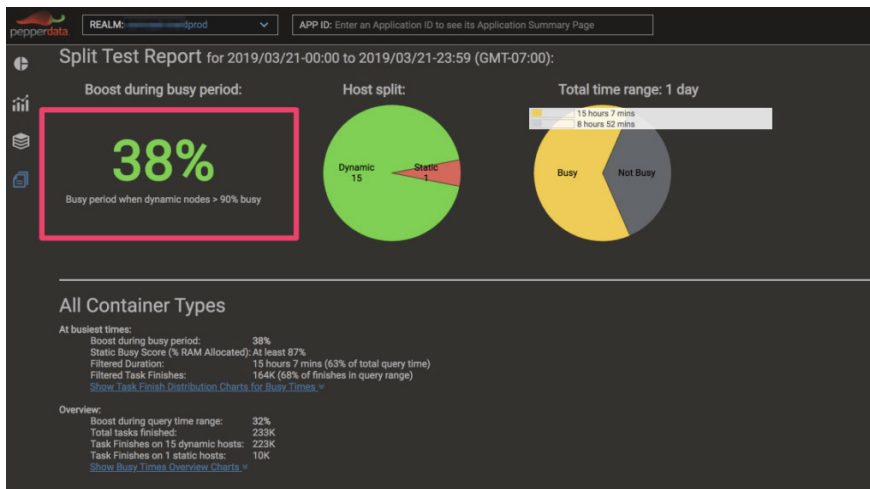 pepperdata
REALM: dprod
APP ID: Enter an Application ID to see its Application Summary Page
Split Test Report for 2019/03/21-00:00 to 2019/03/21-23:59 (GMT-07:00):
Boost during busy period:
Host split:
Total time range: 1 day
15 hours 7 mins
8 hours 52 mins
38%
Busy period when dynamic nodes > 90% busy
Dynamic
15
Static
1
Busy
Not Busy
All Container Types
At busiest times:
Boost during busy period: 38%
Static Busy Score (% RAM Allocated): At least 87%
Filtered Duration: 15 hours 7 mins (63% of total query time)
Filtered Task Finishes: 164K (68% of finishes in query range)
Show Task Finish Distribution Charts for Busy Times
Overview:
Boost during query time range: 32%
Total tasks finished: 233K
Task Finishes on 15 dynamic hosts: 223K
Task Finishes on 1 static hosts: 10K
Show Busy Times Overview Charts